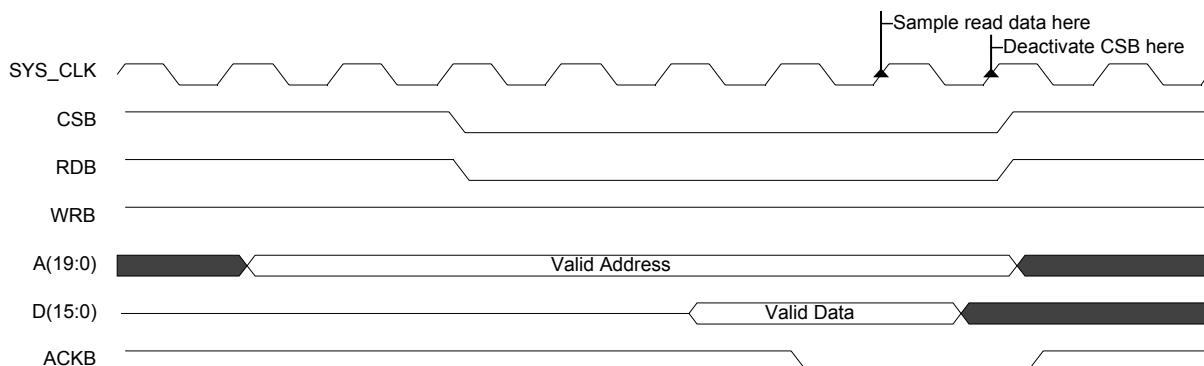 Sample read data here
Deactivate CSB here
SYS_CLK
CSB
RDB
WRB
A(19:0)
Valid Address
D(15:0)
Valid Data
ACKB